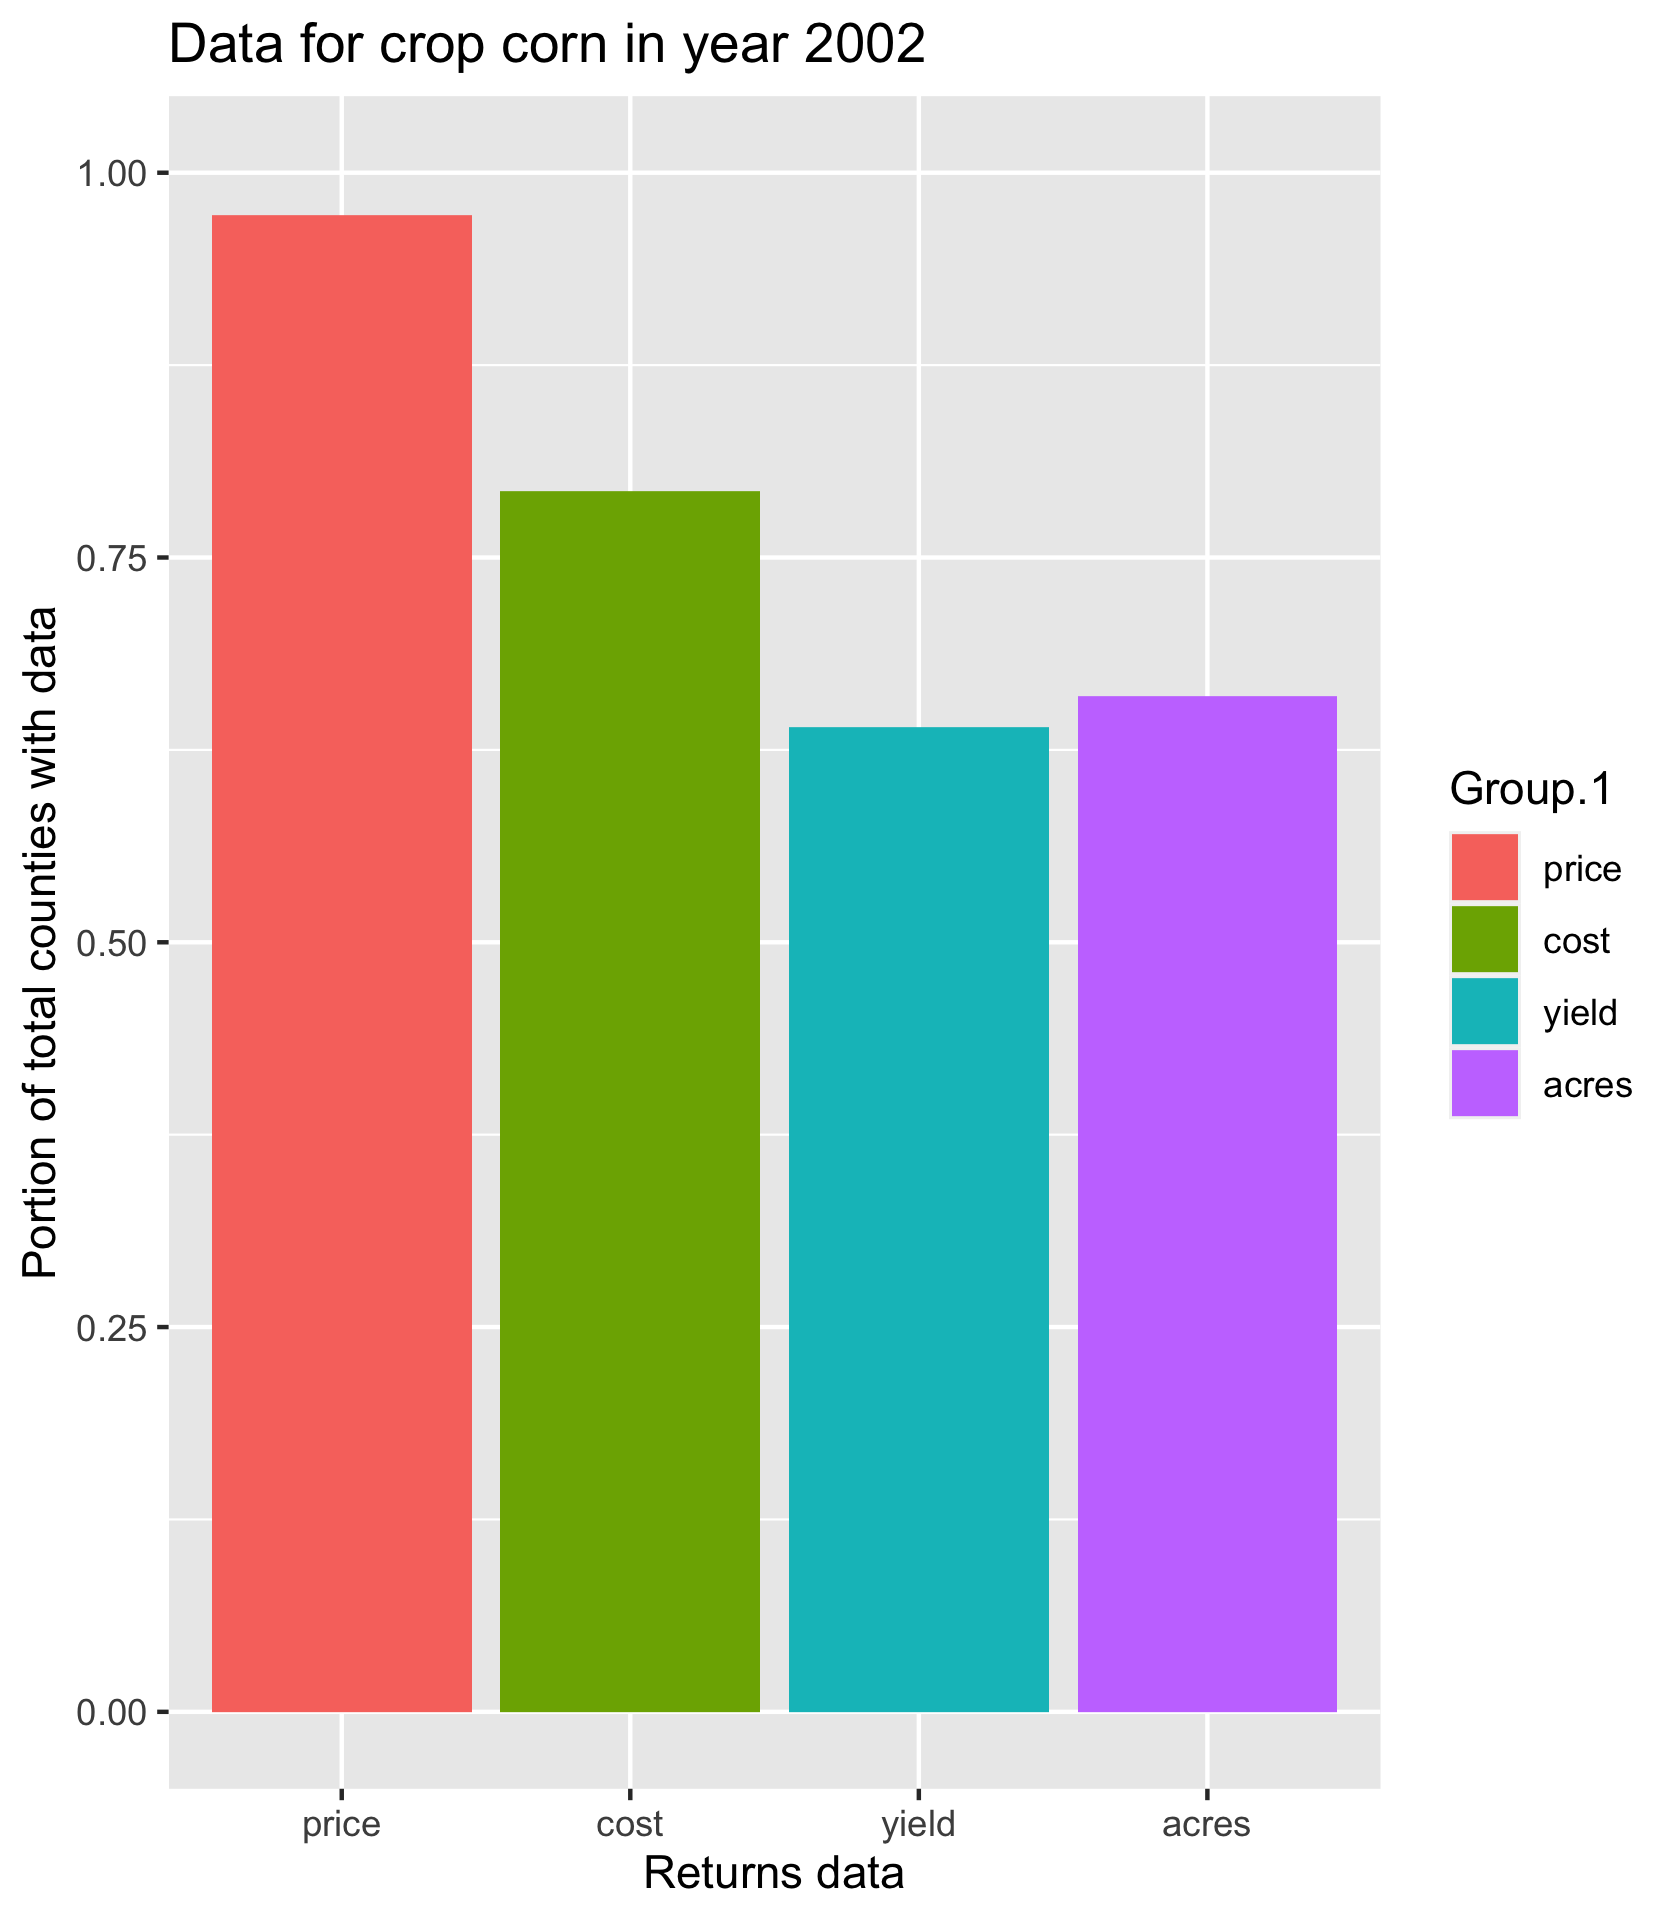 Data for crop corn in year 2002
1.00
0.75
0.50
0.25
0.00
Portion of total counties with data
price
cost
yield
acres
Returns data
Group.1
price
cost
yield
acres